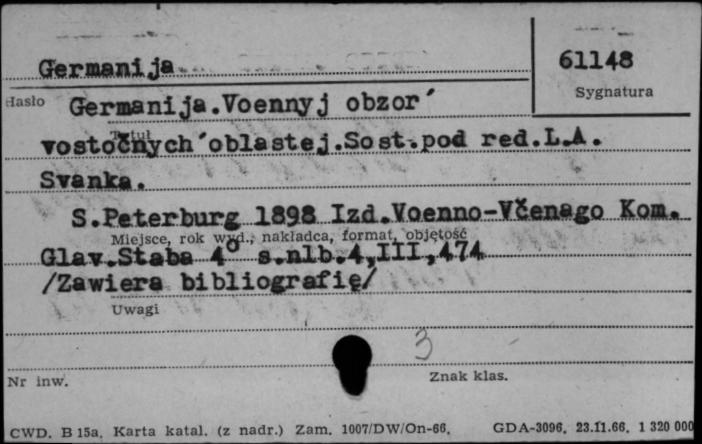 Germanija
61148
Hasło
Sygnatura
Germanija.Voennyj obzor´
Tytuł
vostočnych´oblastej.Sost.pod red.L.A.
Svanka.
S.Peterburg 1898 Izd.Voenno-Včenago Kom.
Miejsce, rok wyd., nakładca, format, objętość
Glav.Štaba 4° s.nlb.4,III,474
/Zawiera bibliografię/
Uwagi
3
Nr inw.
Znak klas.
CWD. B 15a. Karta katal. (z nadr.) Zam. 1007/DW/On-66. GDA-3096. 23.11.66. 1 320 000